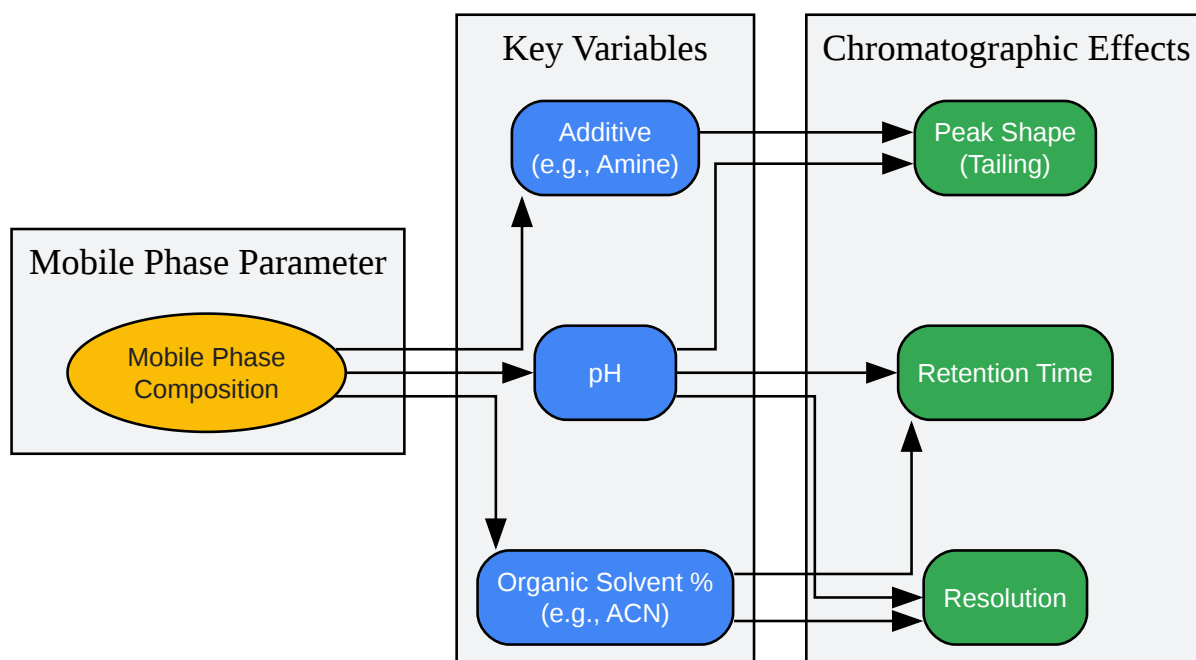 Mobile Phase Parameter
Mobile Phase
Composition
Key Variables
Additive
(e.g., Amine)
pH
Organic Solvent %
(e.g., ACN)
Chromatographic Effects
Peak Shape
(Tailing)
Retention Time
Resolution